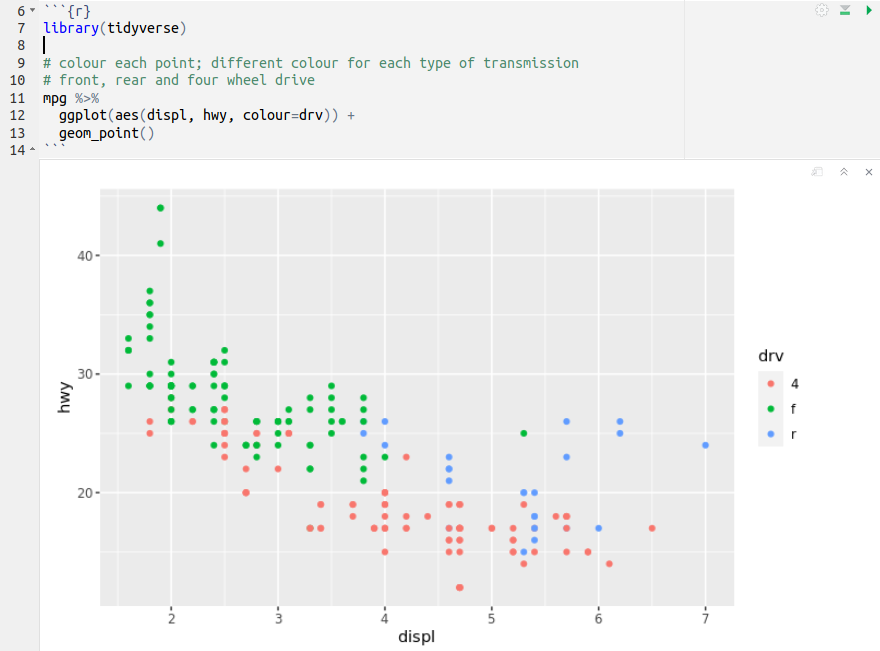 6 ```{r}
7 library(tidyverse)
8
9 # colour each point; different colour for each type of transmission
10 # front, rear and four wheel drive
11 mpg %>%
12 ggplot(aes(displ, hwy, colour=drv)) +
13 geom_point()
14 ```
40
30
20
hwy
2 3 4 5 6 7
displ
drv
4
f
r